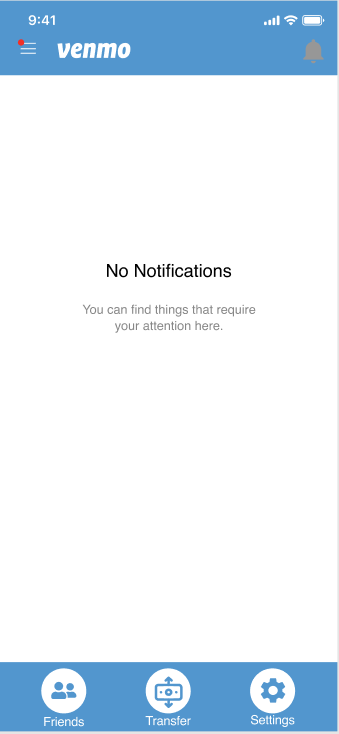 9:41
venmo
No Notifications
You can find things that require
your attention here.
Friends
Transfer
Settings